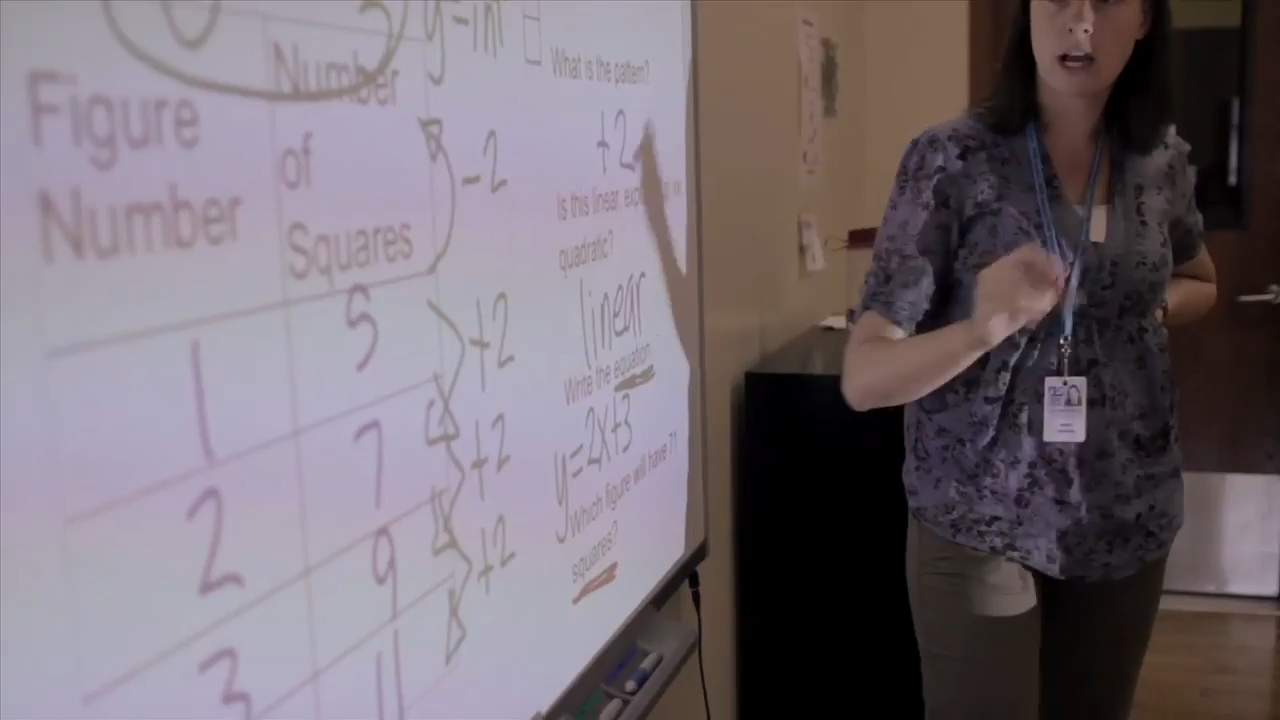 y-int
Figure Number
Number of Squares
-2
1
5
+2
2
7
+2
3
9
+2
11
What is the pattern?
+2
Is this linear,
quadratic?
linear
Write the equation
y=2x+3
Which figure will have 71
squares?